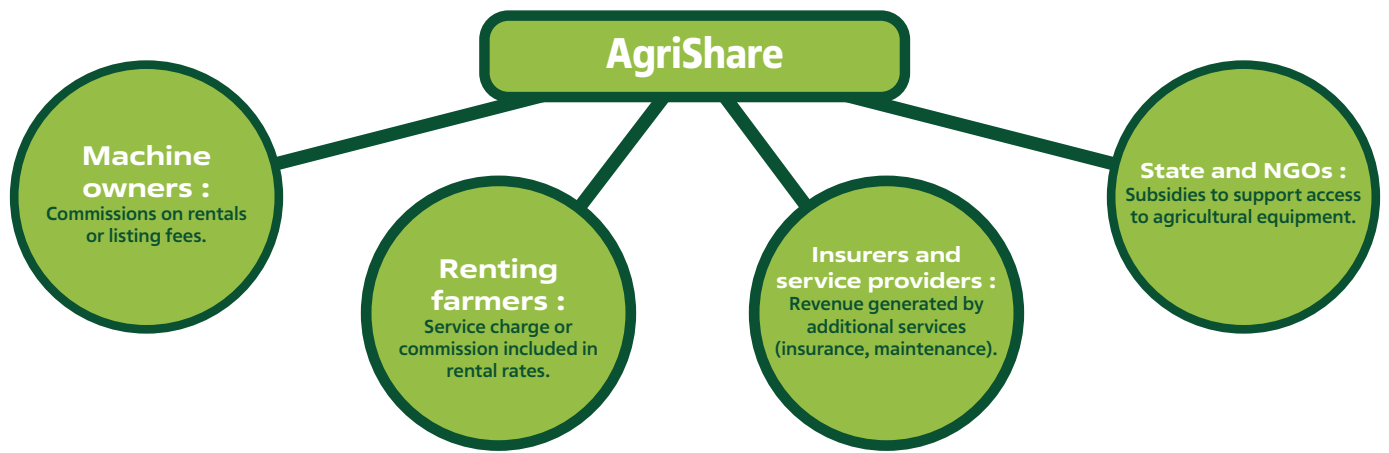 AgriShare
Machine
owners :
Commissions on rentals
or listing fees.
Renting
farmers :
Service charge or
commission included in
rental rates.
Insurers and
service providers :
Revenue generated by
additional services
(insurance, maintenance).
State and NGOs :
Subsidies to support access
to agricultural equipment.